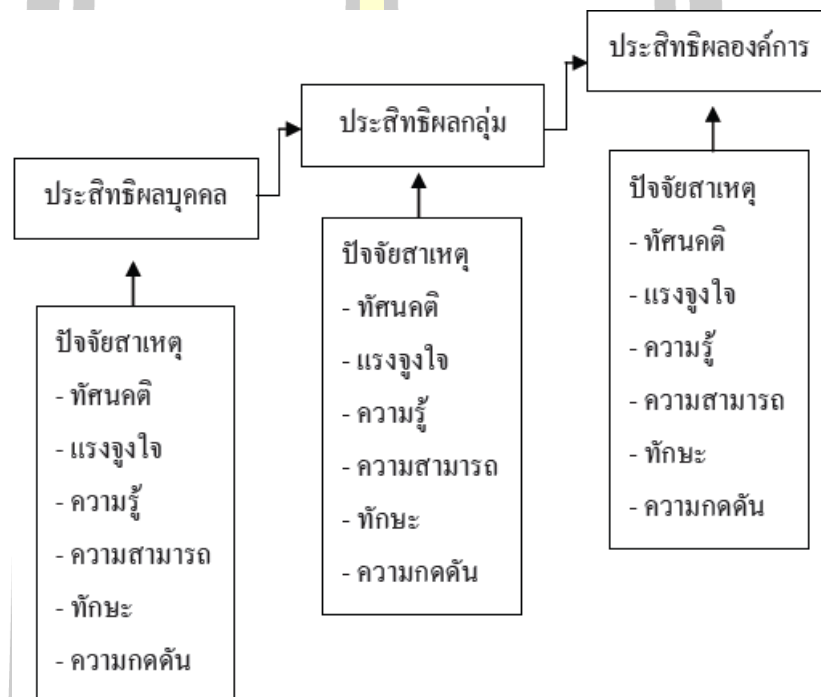 ประสิทธิผลองค์การ
ประสิทธิผลกลุ่ม
ประสิทธิผลบุคคล
ปัจจัยสาเหตุ
- ทัศนคติ
- แรงจูงใจ
- ความรู้
- ความสามารถ
- ทักษะ
- ความกดดัน
ปัจจัยสาเหตุ
- ทัศนคติ
- แรงจูงใจ
- ความรู้
- ความสามารถ
- ทักษะ
- ความกดดัน
ปัจจัยสาเหตุ
- ทัศนคติ
- แรงจูงใจ
- ความรู้
- ความสามารถ
- ทักษะ
- ความกดดัน